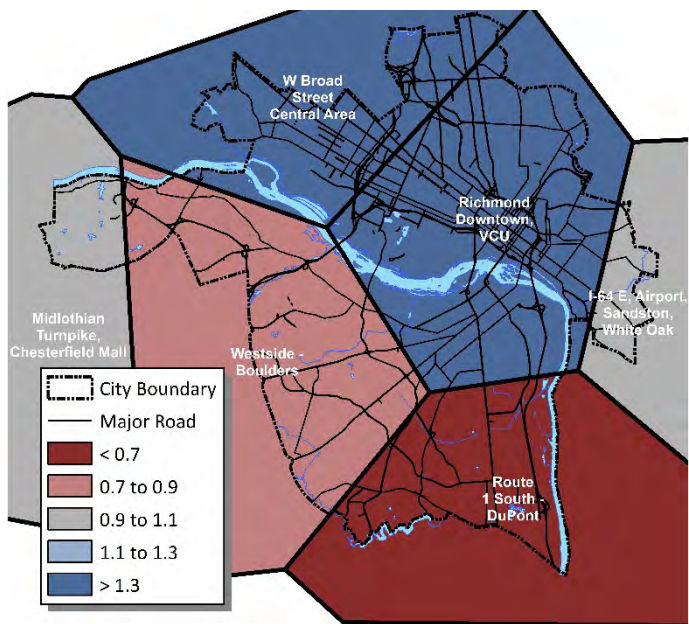 W Broad
Street
Central Area
Richmond
Downtown,
VCU
I-64 E, Airport,
Sandston,
White Oak
Midlothian
Turnpike,
Chesterfield Mall
Westside -
Boulders
Route
1 South -
DuPont
City Boundary
Major Road
< 0.7
0.7 to 0.9
0.9 to 1.1
1.1 to 1.3
> 1.3